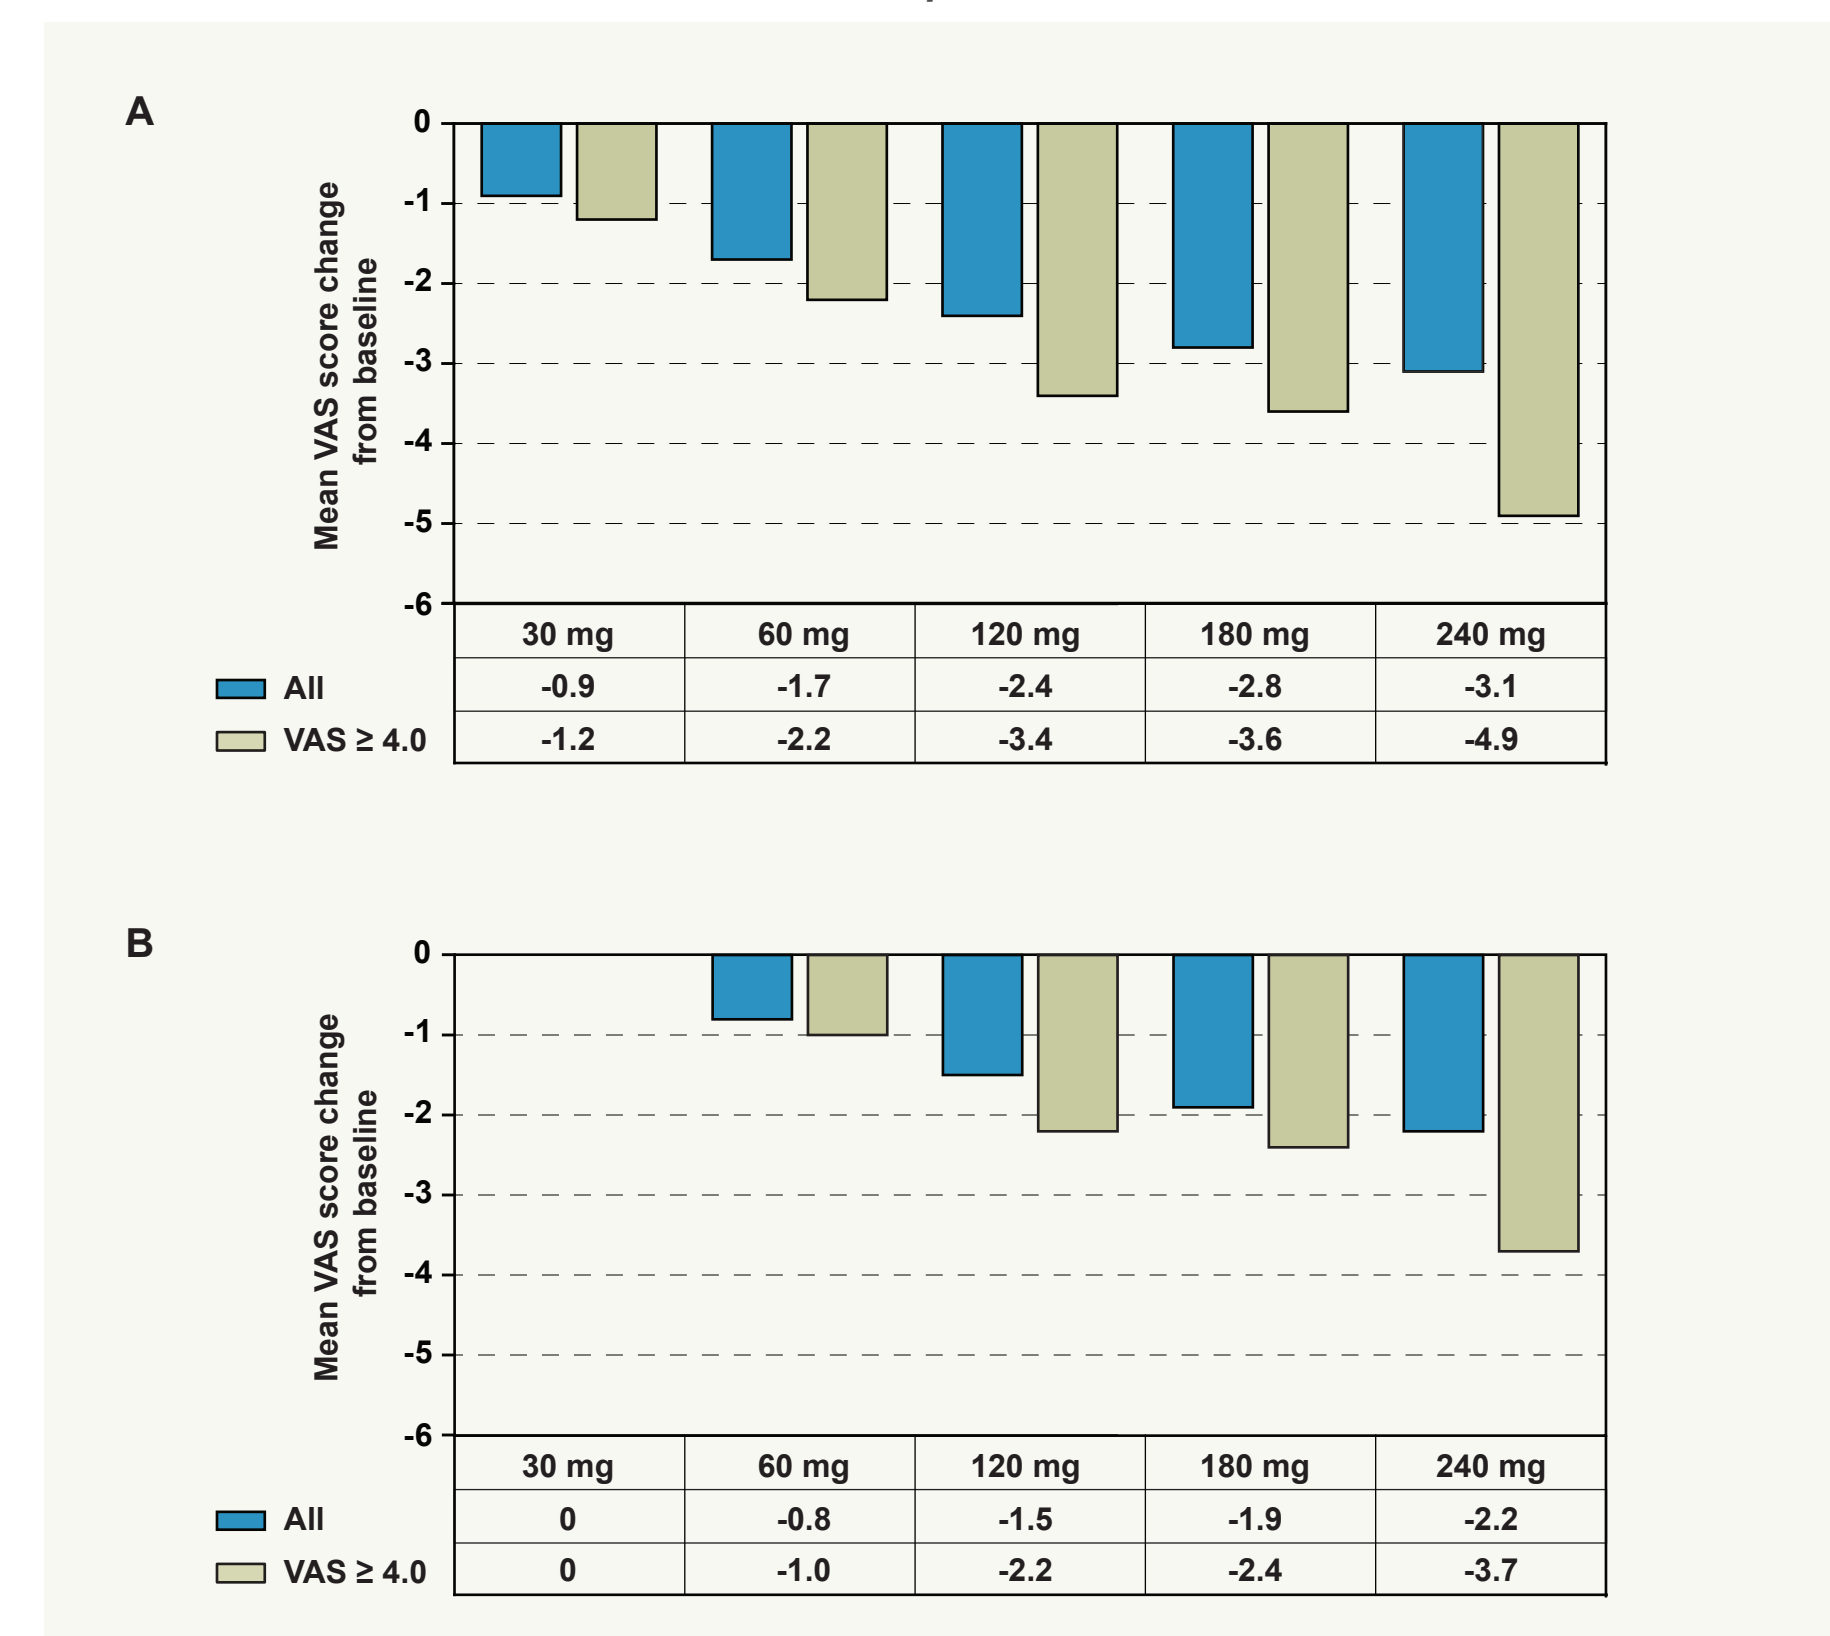 A
0
-1
-2
-3
-4
-5
-6
Mean VAS score change
from baseline
30 mg 60 mg 120 mg 180 mg 240 mg
All -0.9 -1.7 -2.4 -2.8 -3.1
VAS ≥ 4.0 -1.2 -2.2 -3.4 -3.6 -4.9
B
0
-1
-2
-3
-4
-5
-6
Mean VAS score change
from baseline
30 mg 60 mg 120 mg 180 mg 240 mg
All 0 -0.8 -1.5 -1.9 -2.2
VAS ≥ 4.0 0 -1.0 -2.2 -2.4 -3.7